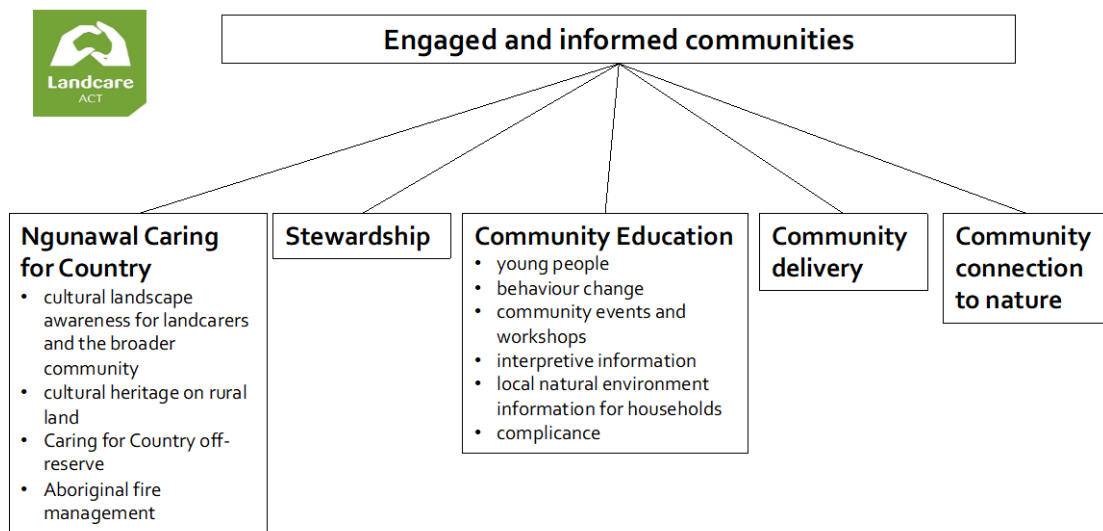 Landcare
ACT
Engaged and informed communities
Ngunawal Caring
for Country
• cultural landscape
awareness for landcarers
and the broader
community
• cultural heritage on rural
land
• Caring for Country off-
reserve
• Aboriginal fire
management
Stewardship
Community Education
• young people
• behaviour change
• community events and
workshops
• interpretive information
• local natural environment
information for households
• complicance
Community
delivery
Community
connection
to nature